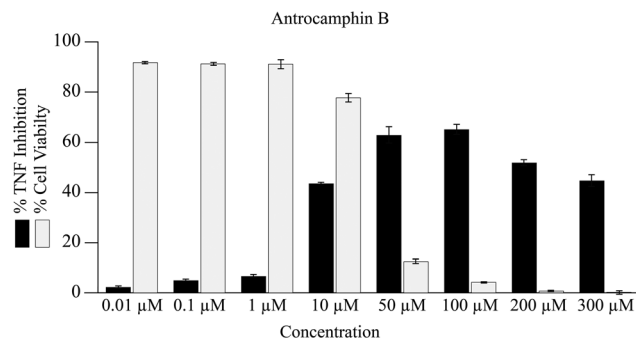 Antrocamphin B
100
80
60
40
20
0
% TNF Inhibition
% Cell Viabilty
0.01 µM 0.1 µM 1 µM 10 µM 50 µM 100 µM 200 µM 300 µM
Concentration